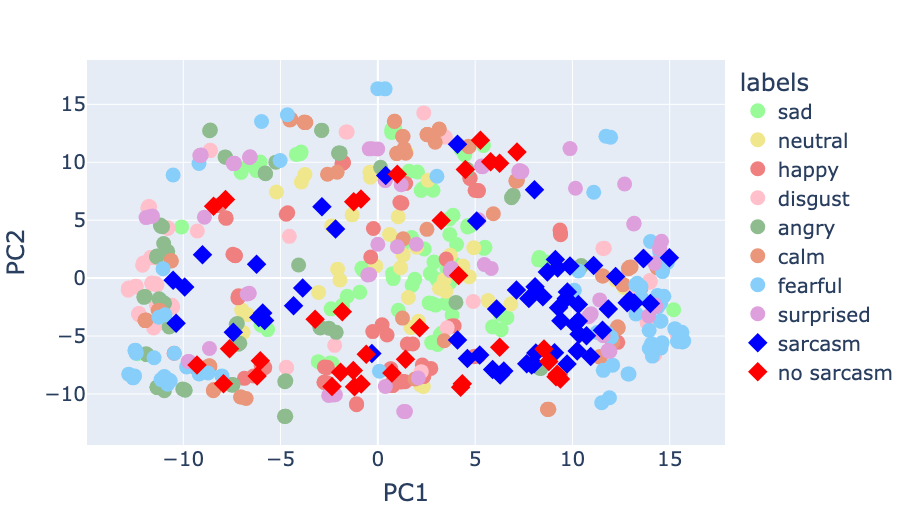 labels
sad
neutral
happy
disgust
angry
calm
fearful
surprised
sarcasm
no sarcasm
15
10
5
0
−5
−10
PC2
−10 −5 0 5 10 15
PC1